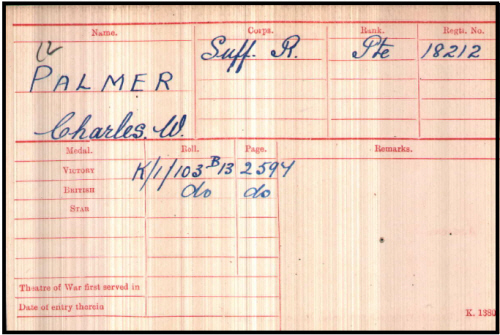 Name. Corps. Rank. Regtl. No.
12
PALMER Suff. R. Pte 18212
Charles. W.
Medal. Roll. Page. Remarks.
VICTORY K/1/103 B 13 2594
BRITISH do do
STAR
Theatre of War first served in
Date of entry therein
K. 1380